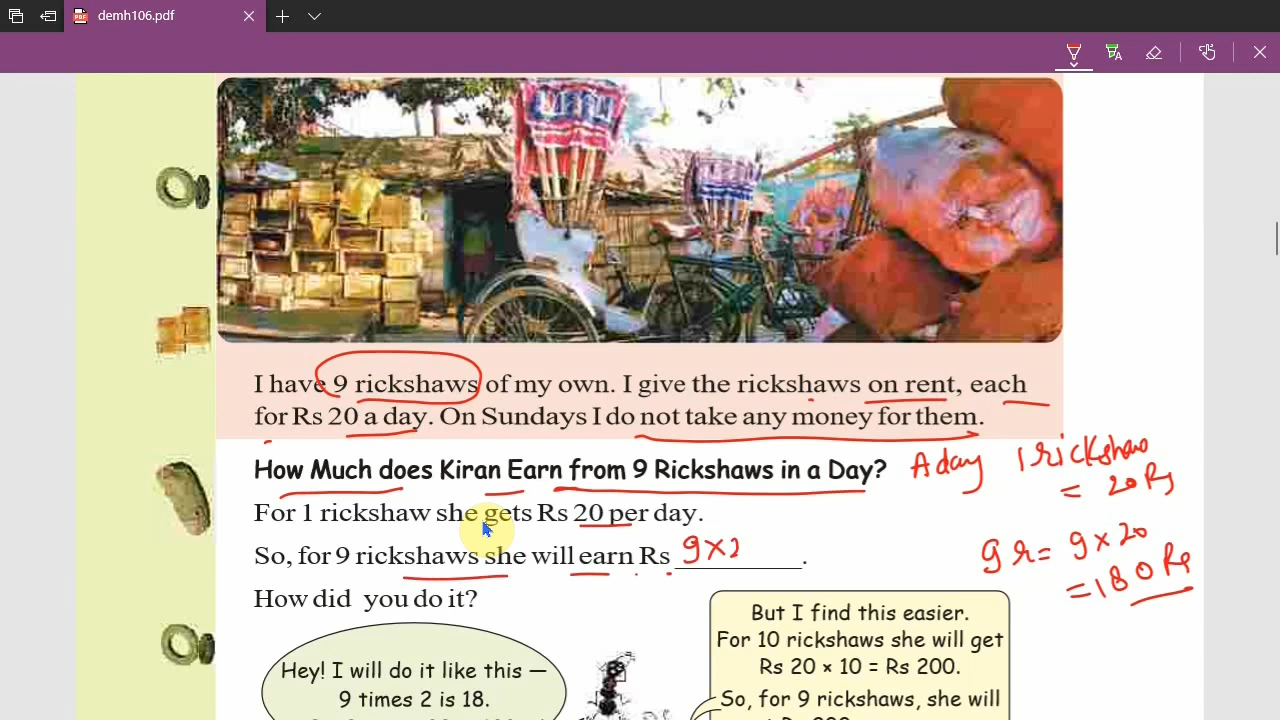 demh106.pdf
I have 9 rickshaws of my own. I give the rickshaws on rent, each
for Rs 20 a day. On Sundays I do not take any money for them.
How Much does Kiran Earn from 9 Rickshaws in a Day?
A day 1 rickshaw
= 20 Rs
For 1 rickshaw she gets Rs 20 per day.
So, for 9 rickshaws she will earn Rs 9×2 .
9 r = 9×20
= 180 Rs
How did you do it?
Hey! I will do it like this —
9 times 2 is 18.
But I find this easier.
For 10 rickshaws she will get
Rs 20 × 10 = Rs 200.
So, for 9 rickshaws, she will